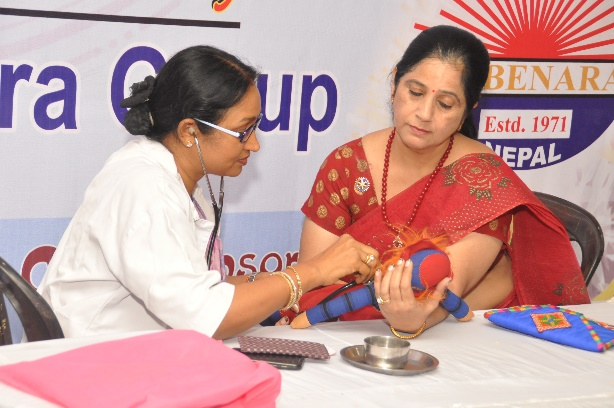 ra Group
BENARA
Estd. 1971
NEPAL